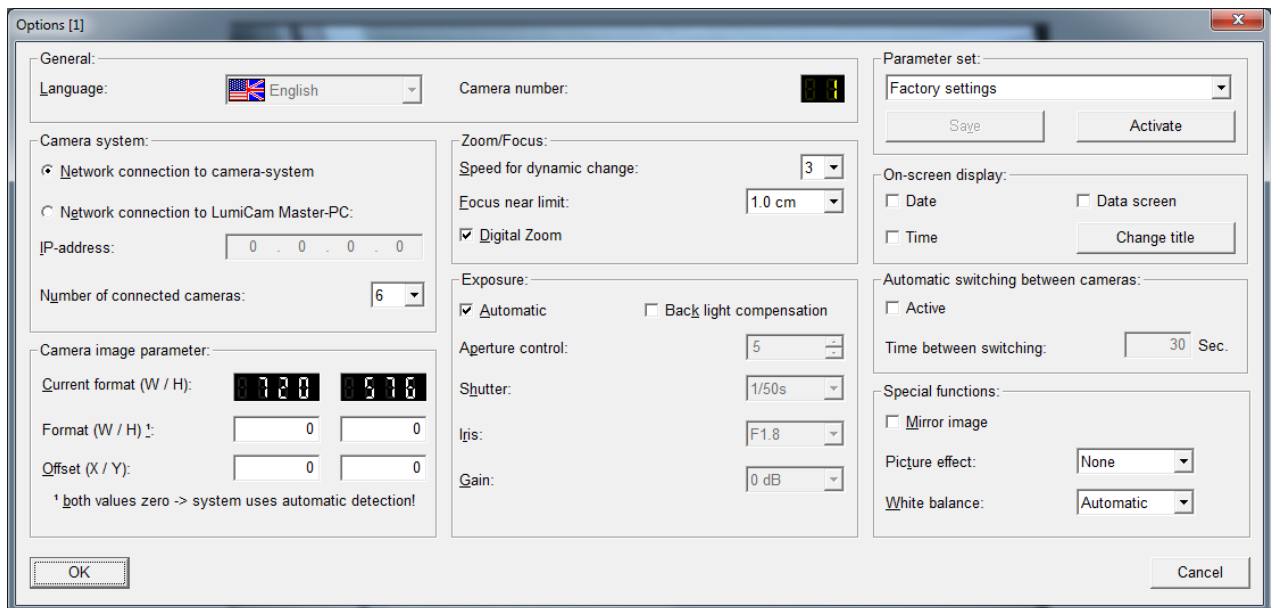 Options [1]
General:
Language: English
Camera number: 1
Camera system:
Network connection to camera-system
Network connection to LumiCam Master-PC:
IP-address: 0 . 0 . 0 . 0
Number of connected cameras: 6
Camera image parameter:
Current format (W / H): 720 576
Format (W / H) ¹: 0 0
Offset (X / Y): 0 0
¹ both values zero -> system uses automatic detection!
Zoom/Focus:
Speed for dynamic change: 3
Focus near limit: 1.0 cm
Digital Zoom
Exposure:
Automatic Back light compensation
Aperture control: 5
Shutter: 1/50s
Iris: F1.8
Gain: 0 dB
Parameter set:
Factory settings
Save Activate
On-screen display:
Date Data screen
Time Change title
Automatic switching between cameras:
Active
Time between switching: 30 Sec.
Special functions:
Mirror image
Picture effect: None
White balance: Automatic
OK Cancel